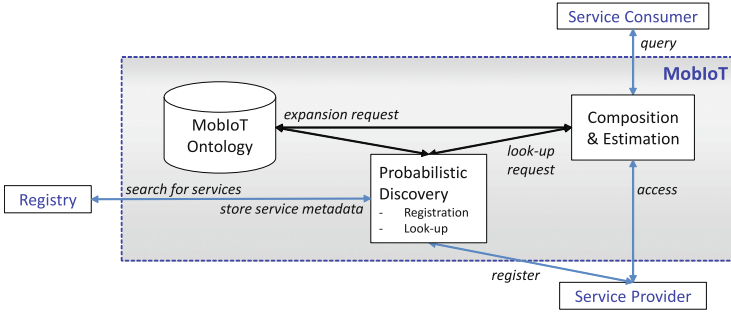 Service Consumer
query
MobIoT
expansion request
MobIoT
Ontology
Composition
& Estimation
look-up
request
Probabilistic
Discovery
- Registration
- Look-up
Registry
search for services
store service metadata
access
register
Service Provider